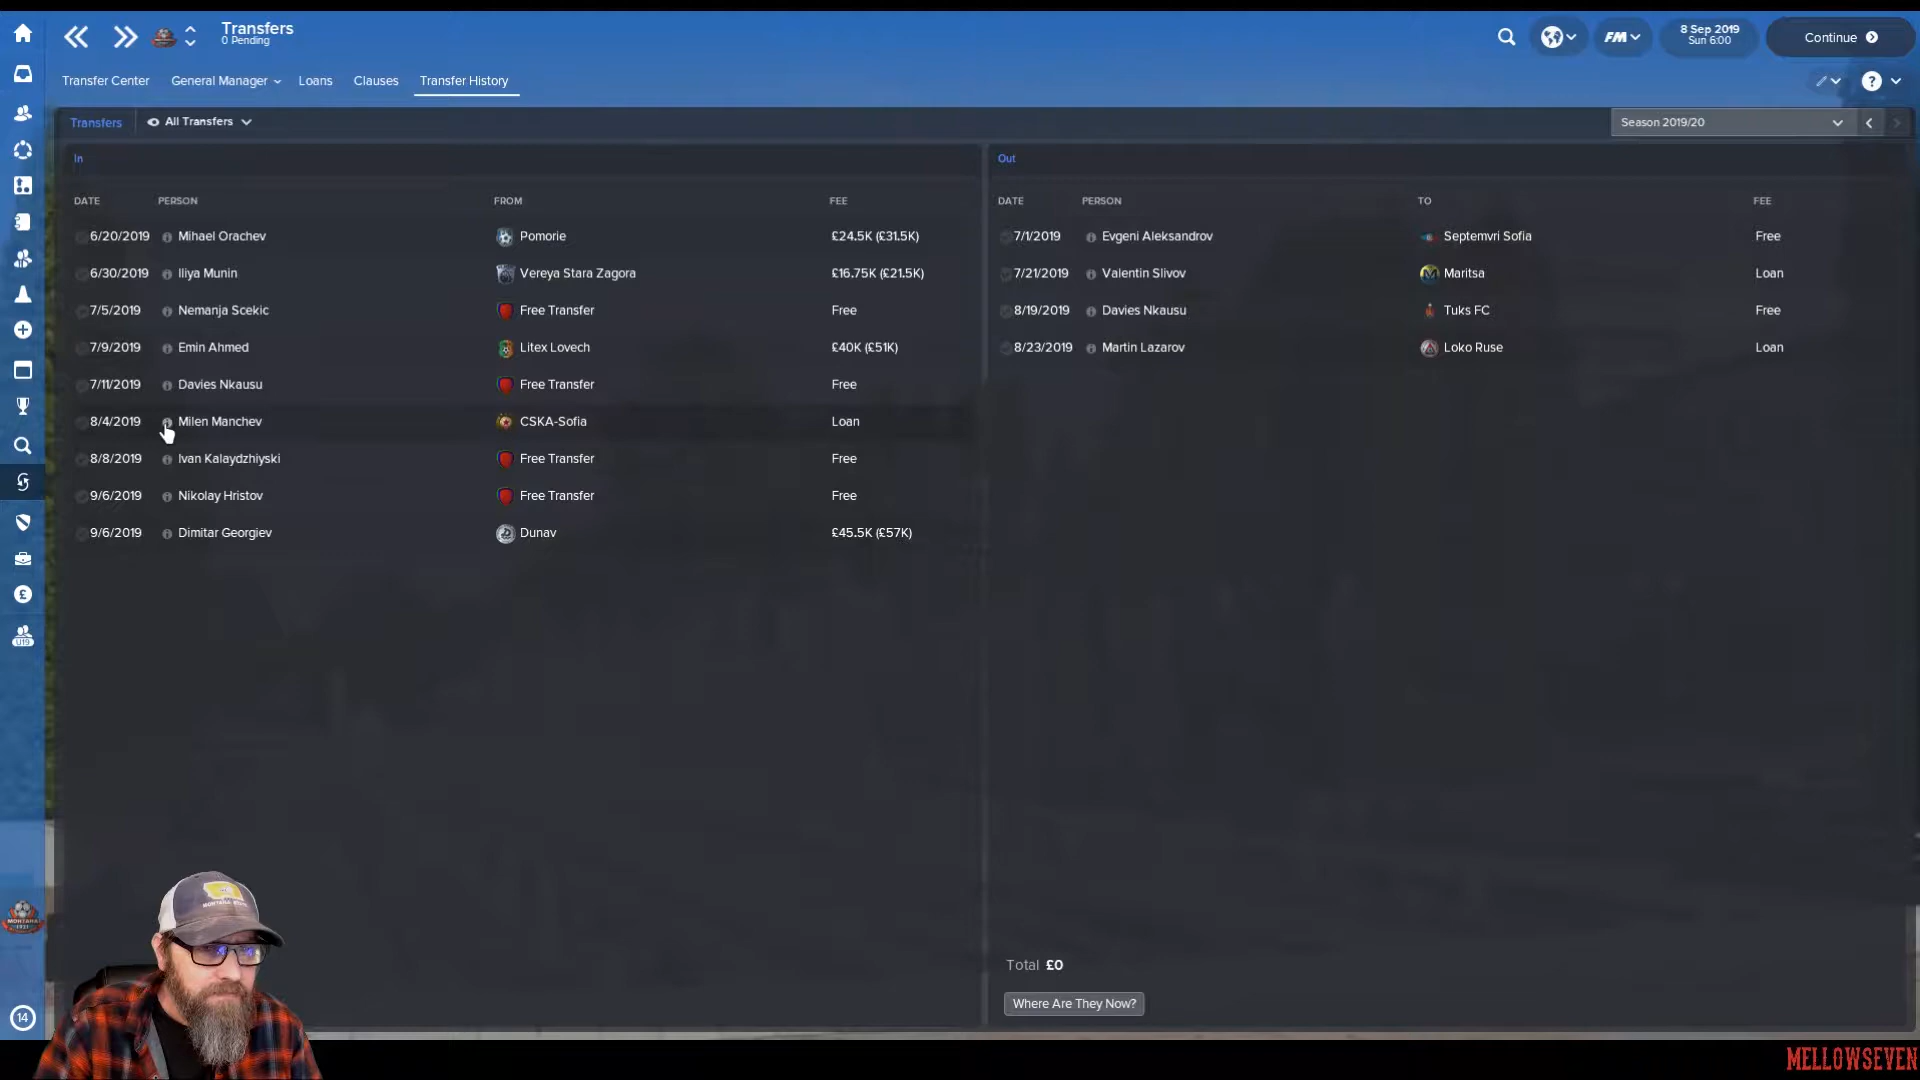 Transfers
0 Pending
FM
8 Sep 2019
Sun 6:00
Continue
Transfer Center
General Manager
Loans
Clauses
Transfer History
?
Transfers
All Transfers
Season 2019/20
In
DATE PERSON FROM FEE
6/20/2019 Mihael Orachev Pomorie £24.5K (£31.5K)
6/30/2019 Iliya Munin Vereya Stara Zagora £16.75K (£21.5K)
7/5/2019 Nemanja Scekic Free Transfer Free
7/9/2019 Emin Ahmed Litex Lovech £40K (£51K)
7/11/2019 Davies Nkausu Free Transfer Free
8/4/2019 Milen Manchev CSKA-Sofia Loan
8/8/2019 Ivan Kalaydzhiyski Free Transfer Free
9/6/2019 Nikolay Hristov Free Transfer Free
9/6/2019 Dimitar Georgiev Dunav £45.5K (£57K)
Out
DATE PERSON TO FEE
7/1/2019 Evgeni Aleksandrov Septemvri Sofia Free
7/21/2019 Valentin Slivov Maritsa Loan
8/19/2019 Davies Nkausu Tuks FC Free
8/23/2019 Martin Lazarov Loko Ruse Loan
Total £0
Where Are They Now?
U19
MONTANA
1921
14
MELLOWSEVEN